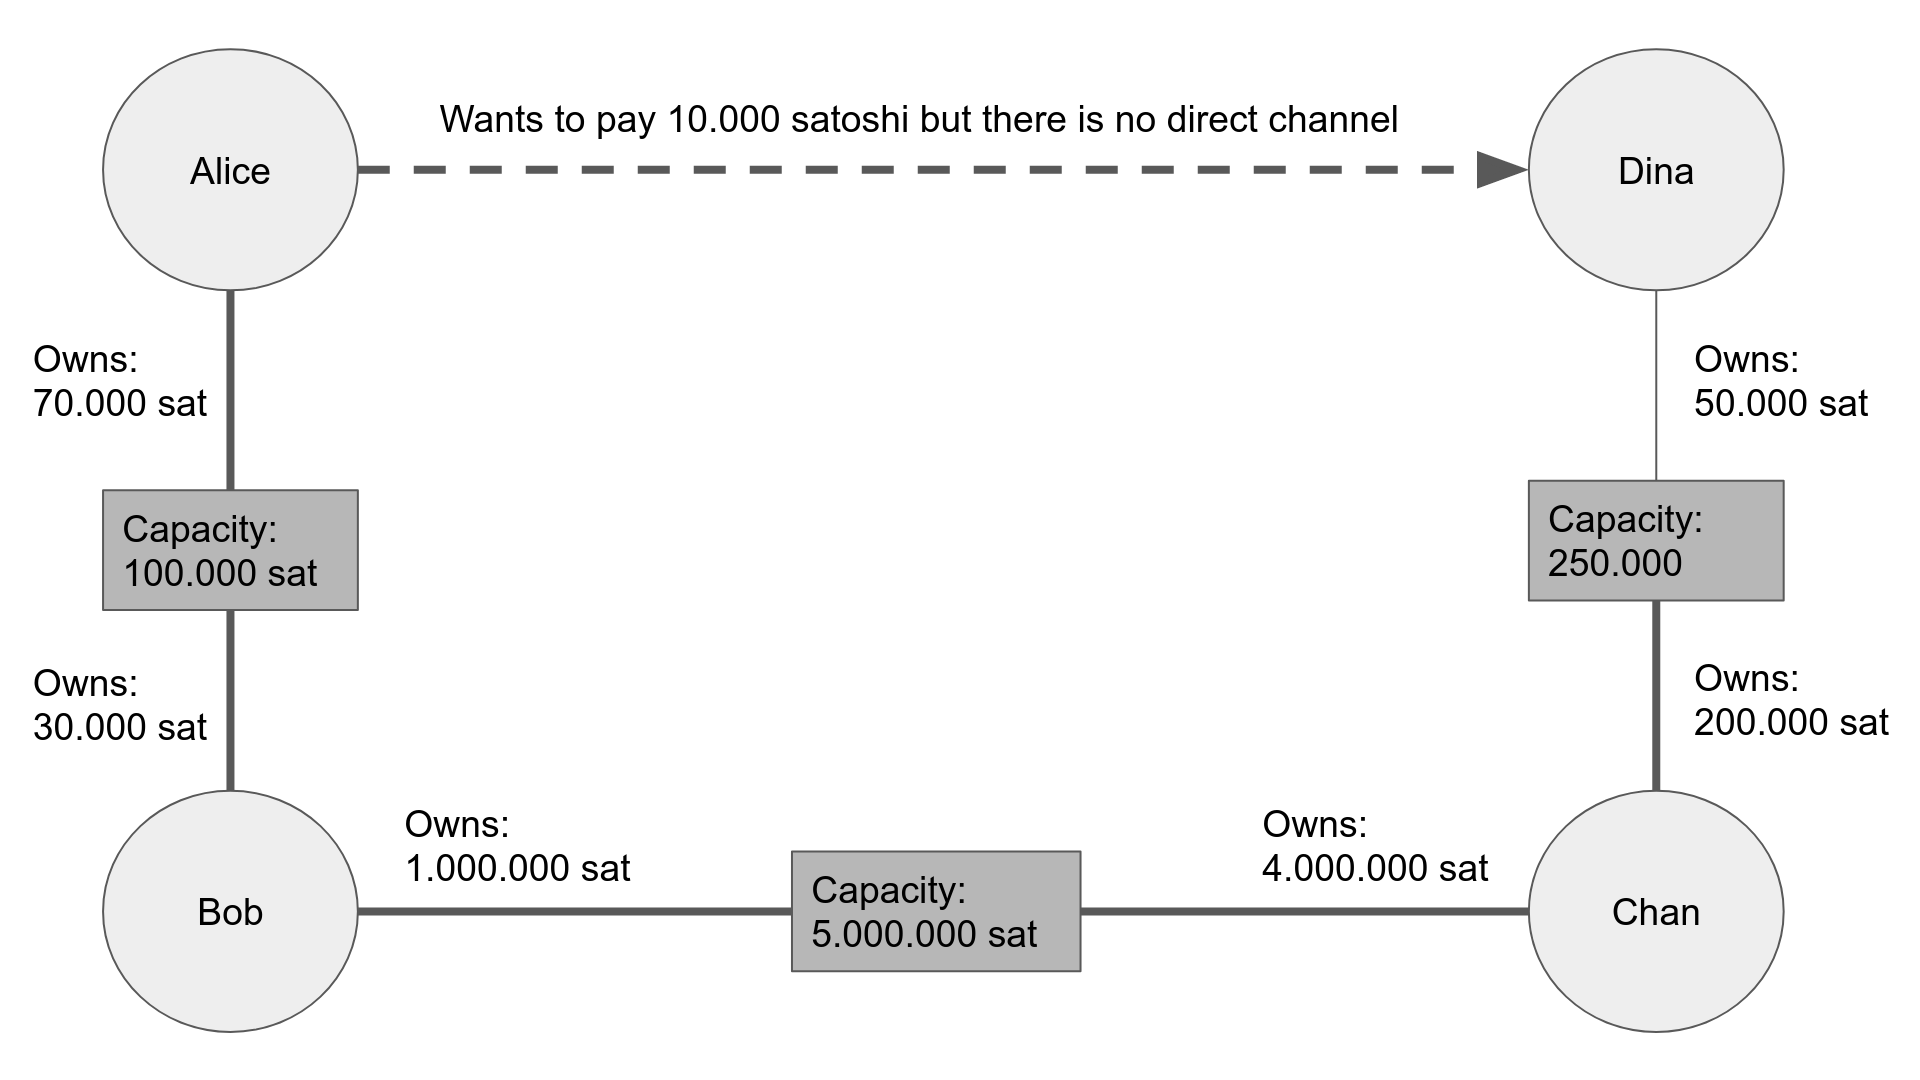 Wants to pay 10.000 satoshi but there is no direct channel
Alice
Dina
Owns:
70.000 sat
Owns:
50.000 sat
Capacity:
100.000 sat
Capacity:
250.000
Owns:
30.000 sat
Owns:
200.000 sat
Owns:
1.000.000 sat
Owns:
4.000.000 sat
Capacity:
5.000.000 sat
Bob
Chan